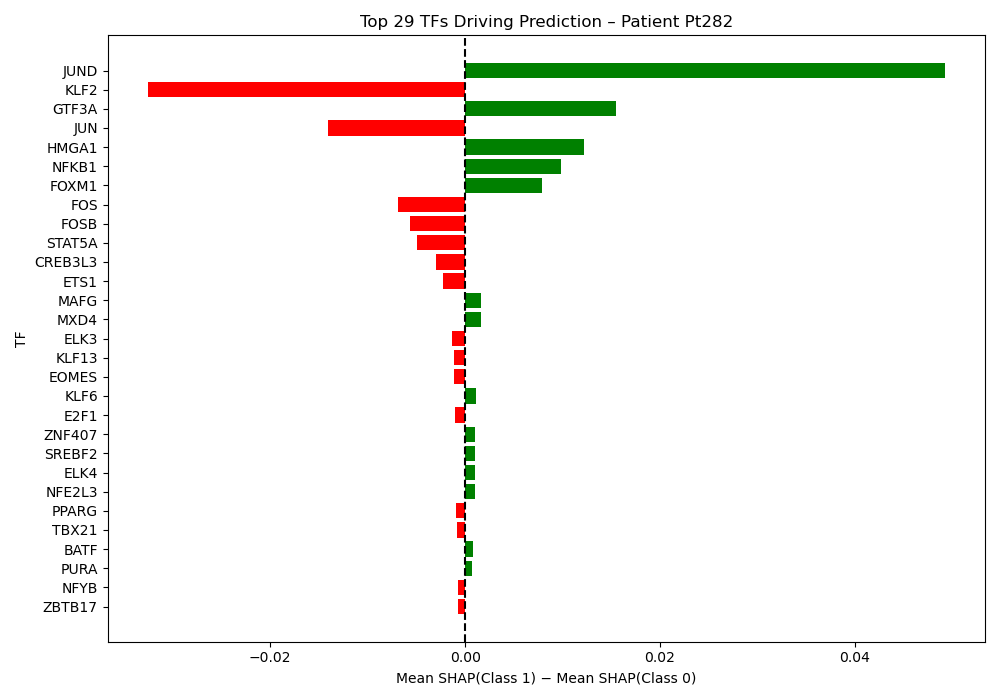 Top 29 TFs Driving Prediction – Patient Pt282
TF
JUND
KLF2
GTF3A
JUN
HMGA1
NFKB1
FOXM1
FOS
FOSB
STAT5A
CREB3L3
ETS1
MAFG
MXD4
ELK3
KLF13
EOMES
KLF6
E2F1
ZNF407
SREBF2
ELK4
NFE2L3
PPARG
TBX21
BATF
PURA
NFYB
ZBTB17
−0.02 0.00 0.02 0.04
Mean SHAP(Class 1) − Mean SHAP(Class 0)